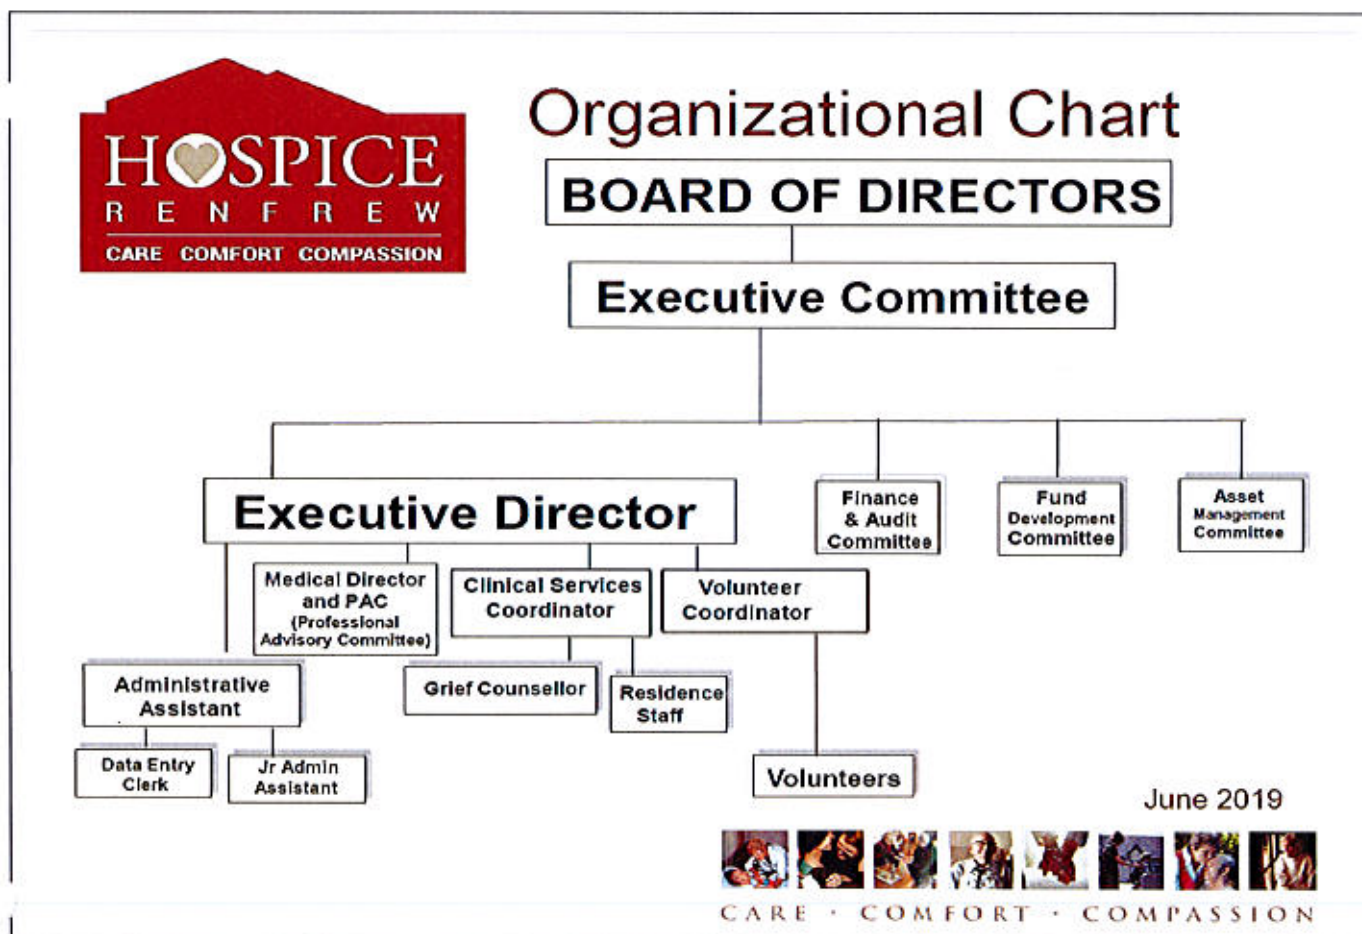 HOSPICE
RENFREW
CARE COMFORT COMPASSION
Organizational Chart
BOARD OF DIRECTORS
Executive Committee
Executive Director
Finance
& Audit
Committee
Fund
Development
Committee
Asset
Management
Committee
Medical Director
and PAC
(Professional
Advisory Committee)
Clinical Services
Coordinator
Volunteer
Coordinator
Administrative
Assistant
Grief Counsellor
Residence
Staff
Data Entry
Clerk
Jr Admin
Assistant
Volunteers
June 2019
CARE · COMFORT · COMPASSION